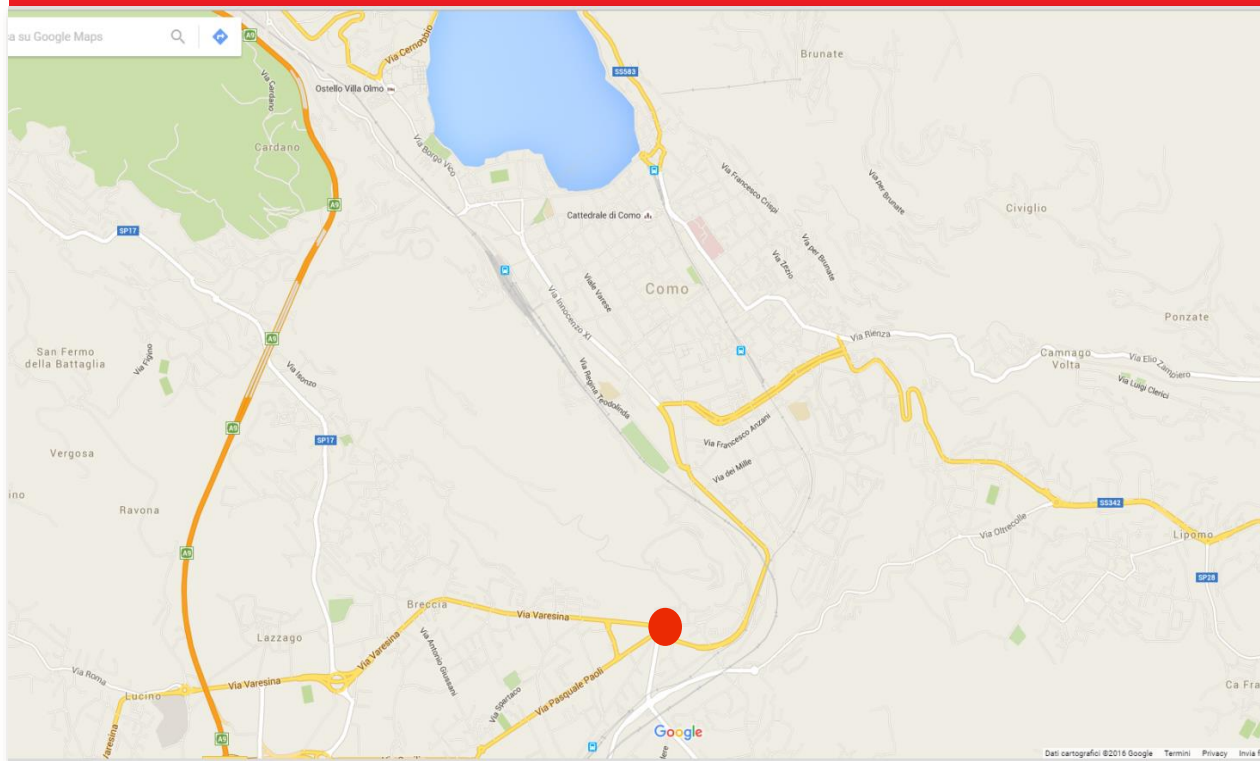 a su Google Maps
A9
Via Cernobbio
Brunate
SS583
Via Cardano
Ostello Villa Olmo
Cardano
Via Borgo Vico
Via Francesco Crispi
Via per Brunate
A9
Civiglio
Cattedrale di Como
SP17
Via per Brunate
Via Zezio
Viale Varese
Como
Via Innocenzo XI
Ponzate
A9
Via Rienza
San Fermo
della Battaglia
Via Figino
Camnago
Volta
Via Elio Zampiero
Via Isonzo
Via Regina Teodolinda
Via Luigi Clerici
A9
SP17
Via Francesco Anzani
Vergosa
Via dei Mille
ino
Ravona
SS342
Via Oltrecolle
Lipomo
A9
SP28
Breccia
Via Varesina
Lazzago
Via Varesina
Via Antonio Giussani
Via Roma
Via Pasquale Paoli
Via Varesina
Lucino
Via Spartaco
Ca Fra
aresina
A9
Google
Dati cartografici ©2016 Google Termini Privacy Invia f